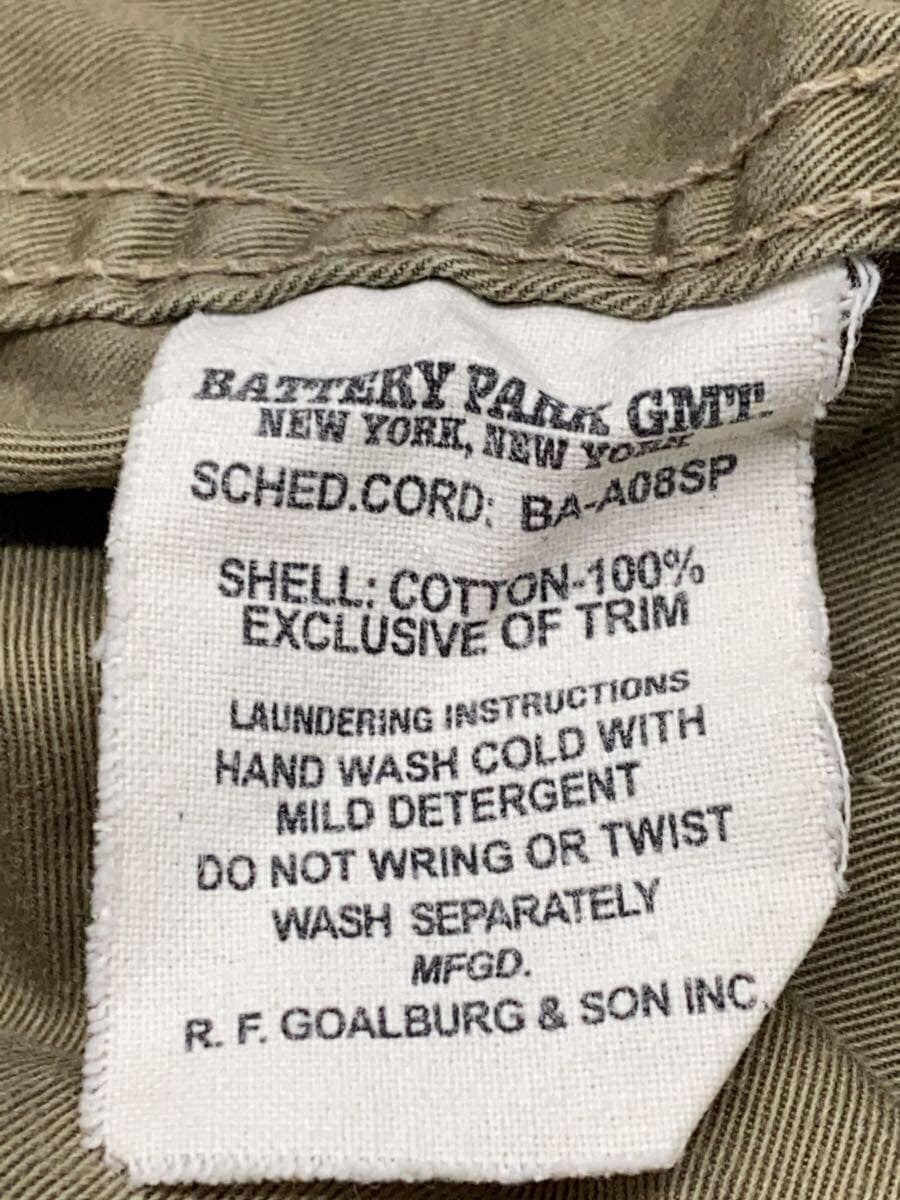 BATTERY PARK GMT.
NEW YORK, NEW YORK
SCHED.CORD: BA-A08SP
SHELL: COTTON-100%
EXCLUSIVE OF TRIM
LAUNDERING INSTRUCTIONS
HAND WASH COLD WITH
MILD DETERGENT
DO NOT WRING OR TWIST
WASH SEPARATELY
MFGD.
R. F. GOALBURG & SON INC.